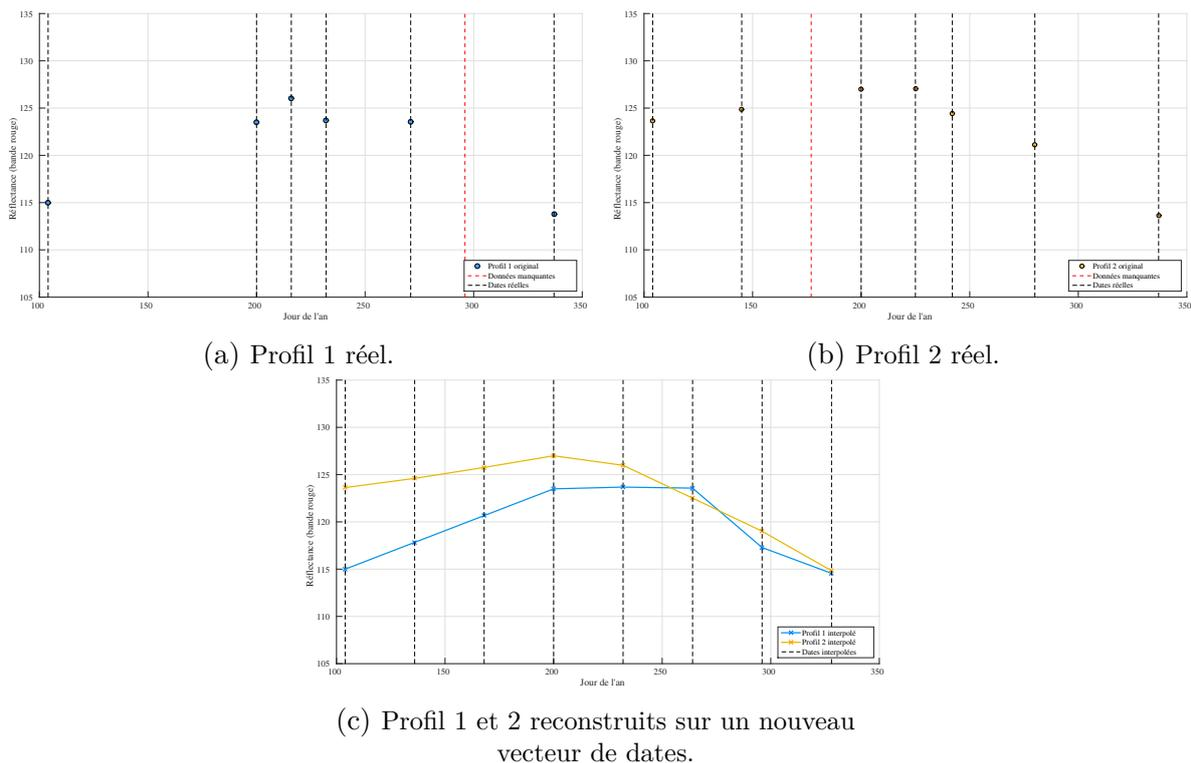 135
130
125
120
115
110
105
Réflectance (bande rouge)
100 150 200 250 300 350
Jour de l'an
Profil 1 original
Données manquantes
Dates réelles
(a) Profil 1 réel.
135
130
125
120
115
110
105
Réflectance (bande rouge)
100 150 200 250 300 350
Jour de l'an
Profil 2 original
Données manquantes
Dates réelles
(b) Profil 2 réel.
135
130
125
120
115
110
105
Réflectance (bande rouge)
100 150 200 250 300 350
Jour de l'an
Profil 1 interpolé
Profil 2 interpolé
Dates interpolées
(c) Profil 1 et 2 reconstruits sur un nouveau
vecteur de dates.